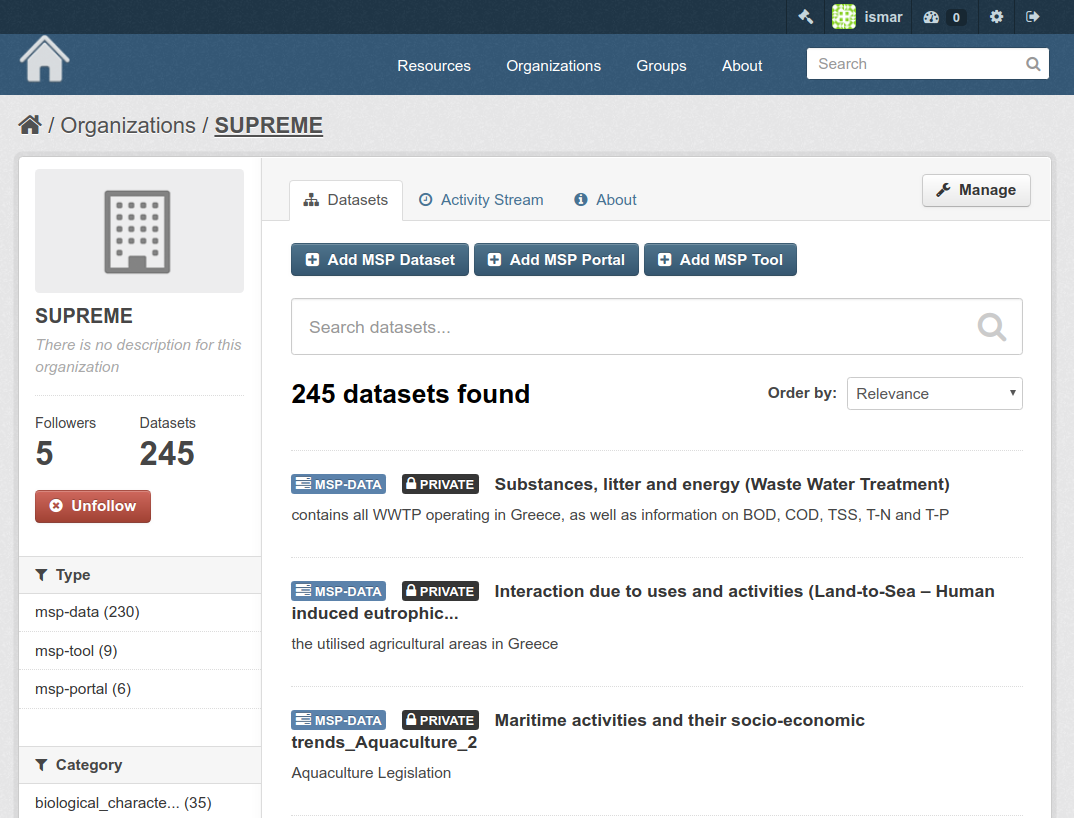 ismar 0
Resources Organizations Groups About Search
/ Organizations / SUPREME
Datasets Activity Stream About Manage
Add MSP Dataset Add MSP Portal Add MSP Tool
SUPREME
There is no description for this
organization
Followers Datasets
5 245
Unfollow
Type
msp-data (230)
msp-tool (9)
msp-portal (6)
Category
biological_characte... (35)
Search datasets...
245 datasets found
Order by: Relevance
MSP-DATA PRIVATE Substances, litter and energy (Waste Water Treatment)
contains all WWTP operating in Greece, as well as information on BOD, COD, TSS, T-N and T-P
MSP-DATA PRIVATE Interaction due to uses and activities (Land-to-Sea – Human
induced eutrophic...
the utilised agricultural areas in Greece
MSP-DATA PRIVATE Maritime activities and their socio-economic
trends_Aquaculture_2
Aquaculture Legislation